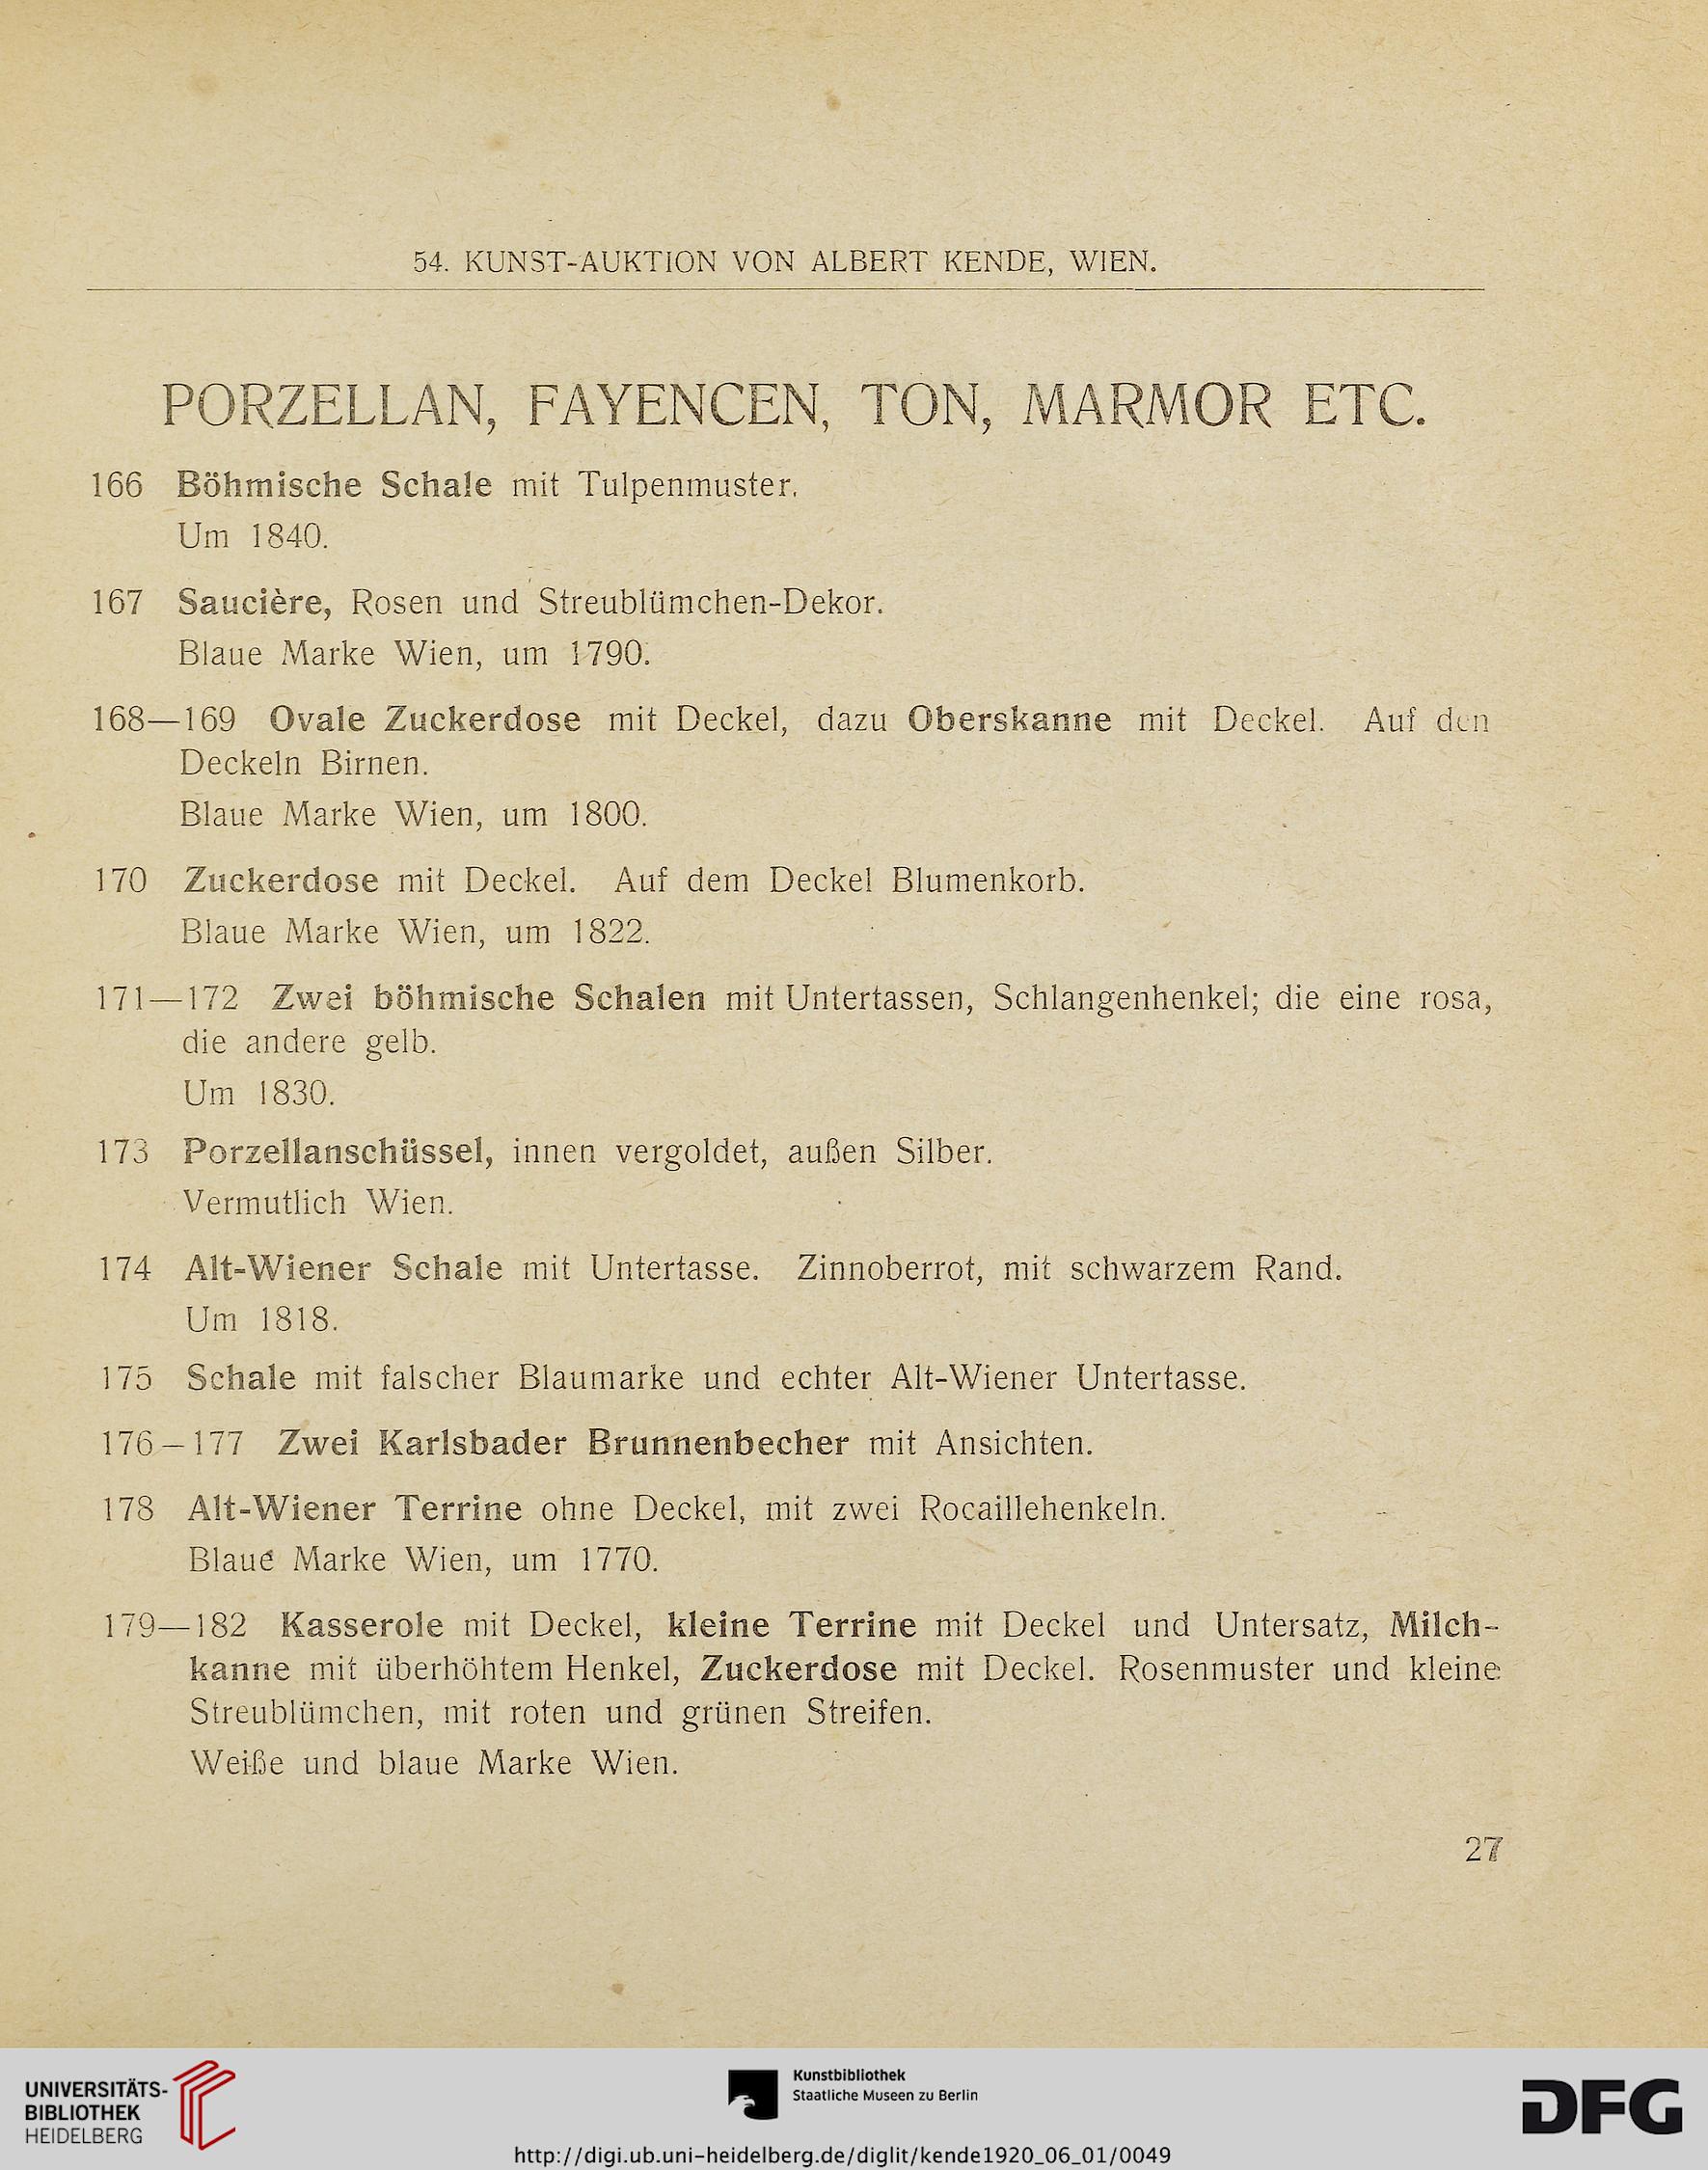 54. KUNST-AUKTION VON ALBERT KENDE, WIEN.
PORZELLAN, FAYENCEN, TON, MARMOR ETC.
166 Böhmische Schale mit Tulpenmuster.
Um 1840.
167 Saucière, Rosen und Streublümchen-Dekor.
Blaue Marke Wien, um 1790.
168—169 Ovale Zuckerdose mit Deckel, dazu Oberskanne mit Deckel. Auf den
Deckeln Birnen.
Blaue Marke Wien, um 1800.
170 Zuckerdose mit Deckel. Auf dem Deckel Blumenkorb.
Blaue Marke Wien, um 1822.
171—172 Zwei böhmische Schalen mit Untertassen, Schlangenhenkel; die eine rosa,
die andere gelb.
Um 1830.
173 Porzellanschüssel, innen vergoldet, außen Silber.
Vermutlich Wien.
174 Alt-Wiener Schale mit Untertasse. Zinnoberrot, mit schwarzem Rand.
Um 1818.
175 Schale mit falscher Blaumarke und echter Alt-Wiener Untertasse.
176–177 Zwei Karlsbader Brunnenbecher mit Ansichten.
178 Alt-Wiener Terrine ohne Deckel, mit zwei Rocaillehenkeln.
Blaue Marke Wien, um 1770.
179—182 Kasserole mit Deckel, kleine Terrine mit Deckel und Untersatz, Milch-
kanne mit überhöhtem Henkel, Zuckerdose mit Deckel. Rosenmuster und kleine
Streublümchen, mit roten und grünen Streifen.
Weiße und blaue Marke Wien.
27
UNIVERSITÄTS-
BIBLIOTHEK
HEIDELBERG
Kunstbibliothek
Staatliche Museen zu Berlin
DFG
http://digi.ub.uni-heidelberg.de/diglit/kende1920_06_01/0049